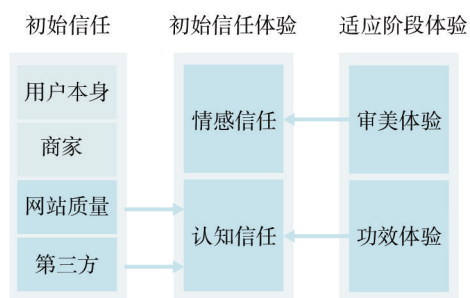 初始信任
初始信任体验
适应阶段体验
用户本身
商家
网站质量
第三方
情感信任
认知信任
审美体验
功效体验